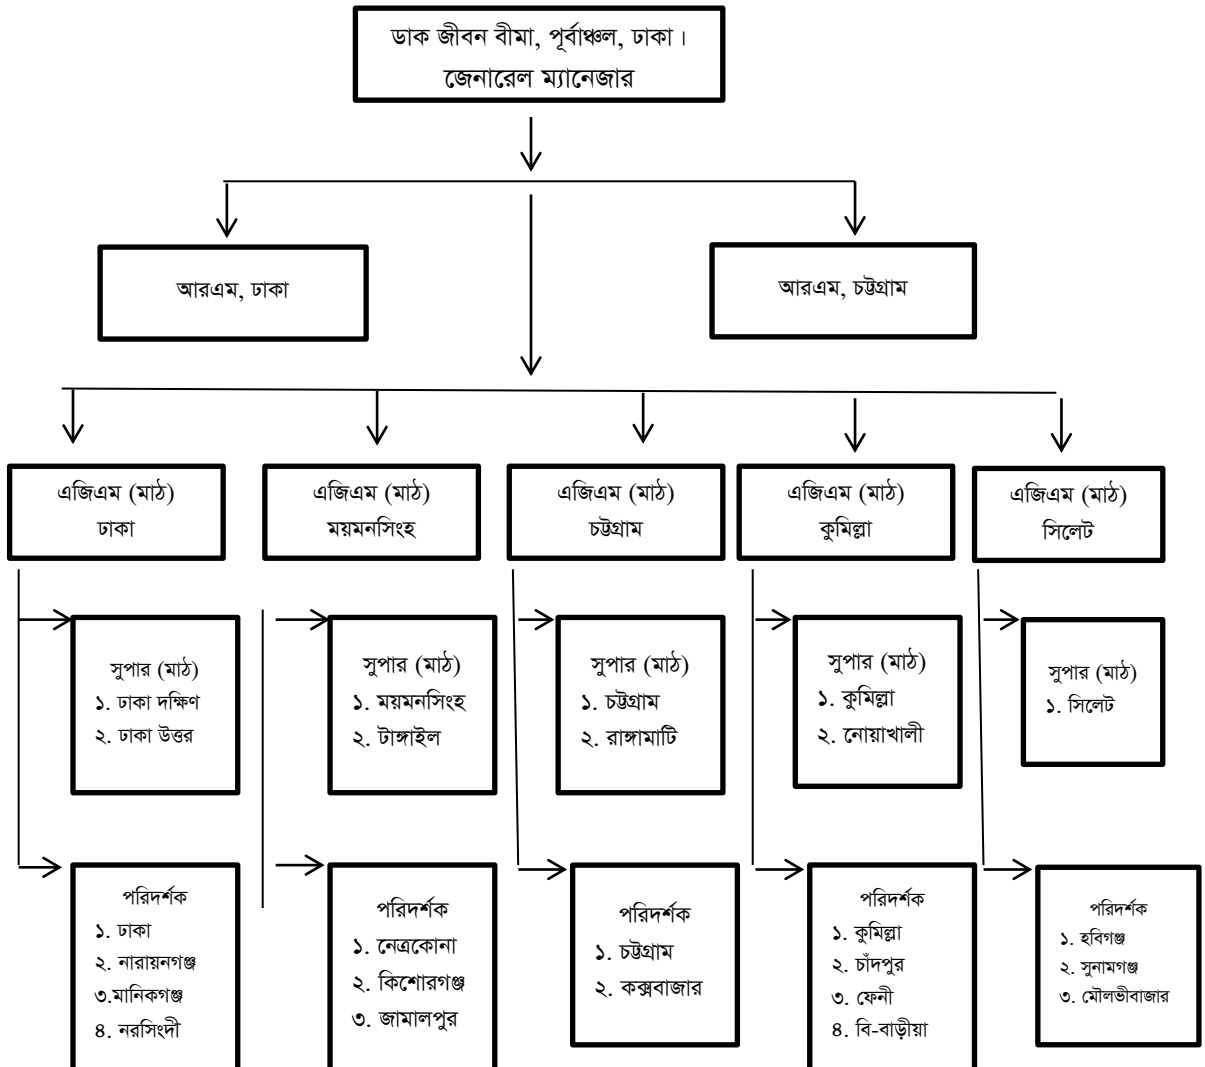 ডাক জীবন বীমা, পূর্বাঞ্চল, ঢাকা।
জেনারেল ম্যানেজার
আরএম, ঢাকা
আরএম, চট্টগ্রাম
এজিএম (মাঠ)
ঢাকা
এজিএম (মাঠ)
ময়মনসিংহ
এজিএম (মাঠ)
চট্টগ্রাম
এজিএম (মাঠ)
কুমিল্লা
এজিএম (মাঠ)
সিলেট
সুপার (মাঠ)
১. ঢাকা দক্ষিণ
২. ঢাকা উত্তর
সুপার (মাঠ)
১. ময়মনসিংহ
২. টাঙ্গাইল
সুপার (মাঠ)
১. চট্টগ্রাম
২. রাঙ্গামাটি
সুপার (মাঠ)
১. কুমিল্লা
২. নোয়াখালী
সুপার (মাঠ)
১. সিলেট
পরিদর্শক
১. ঢাকা
২. নারায়নগঞ্জ
৩.মানিকগঞ্জ
৪. নরসিংদী
পরিদর্শক
১. নেত্রকোনা
২. কিশোরগঞ্জ
৩. জামালপুর
পরিদর্শক
১. চট্টগ্রাম
২. কক্সবাজার
পরিদর্শক
১. কুমিল্লা
২. চাঁদপুর
৩. ফেনী
৪. বি-বাড়ীয়া
পরিদর্শক
১. হবিগঞ্জ
২. সুনামগঞ্জ
৩. মৌলভীবাজার